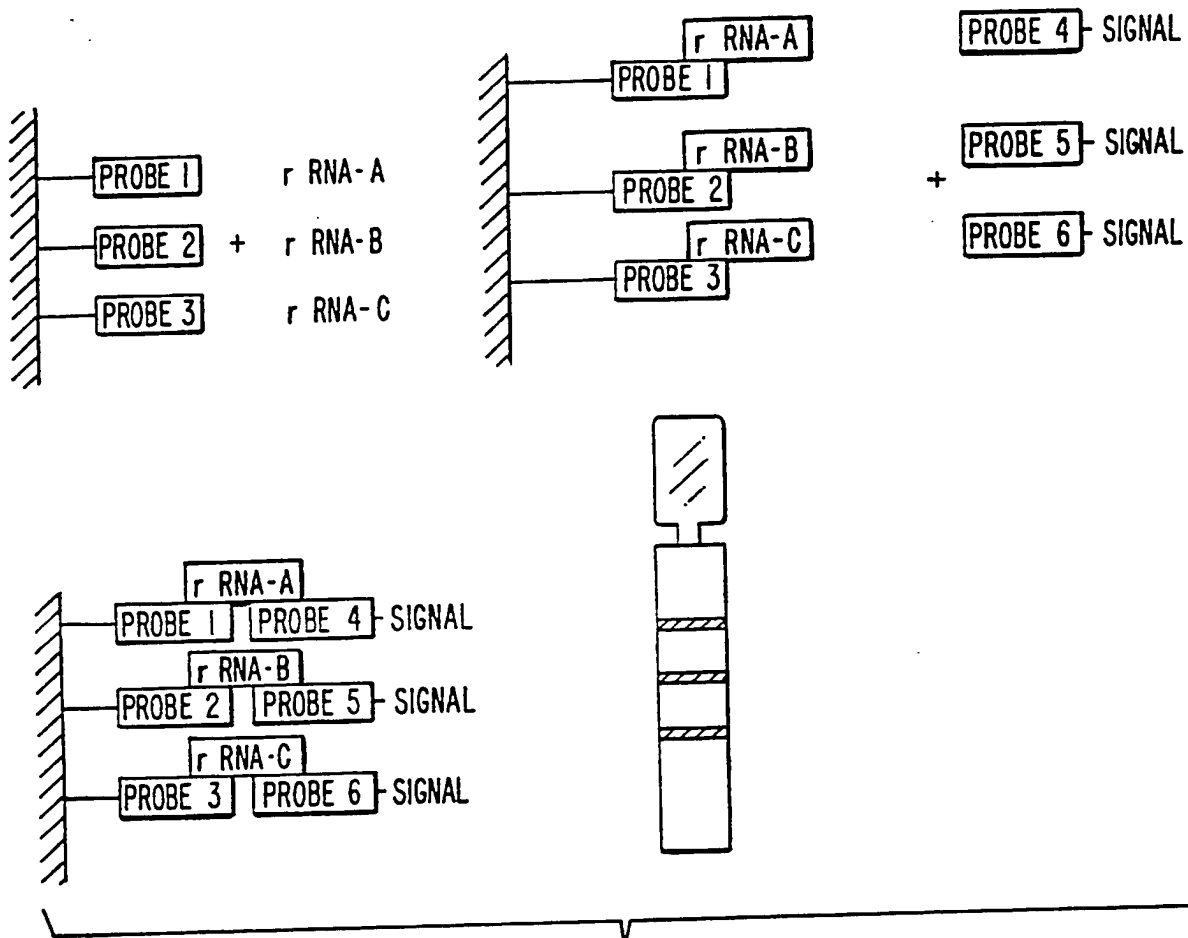 PROBE 1 r RNA-A
PROBE 2 + r RNA-B
PROBE 3 r RNA-C
r RNA-A
PROBE 1
r RNA-B
PROBE 2
r RNA-C
PROBE 3
+
PROBE 4 SIGNAL
PROBE 5 SIGNAL
PROBE 6 SIGNAL
r RNA-A
PROBE 1 PROBE 4 SIGNAL
r RNA-B
PROBE 2 PROBE 5 SIGNAL
r RNA-C
PROBE 3 PROBE 6 SIGNAL